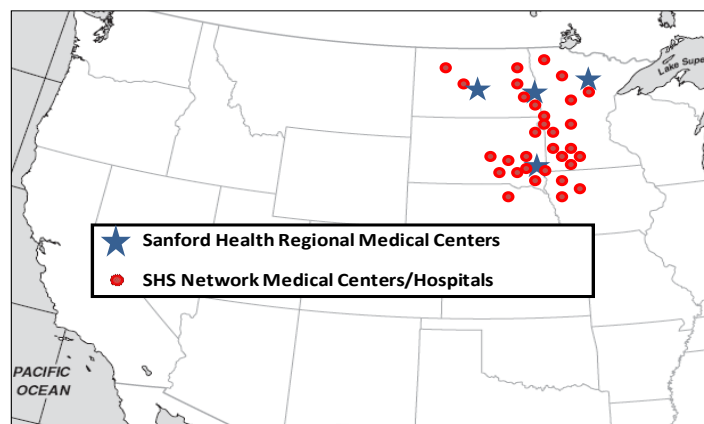 Lake Supe
Sanford Health Regional Medical Centers
SHS Network Medical Centers/Hospitals
PACIFIC
OCEAN